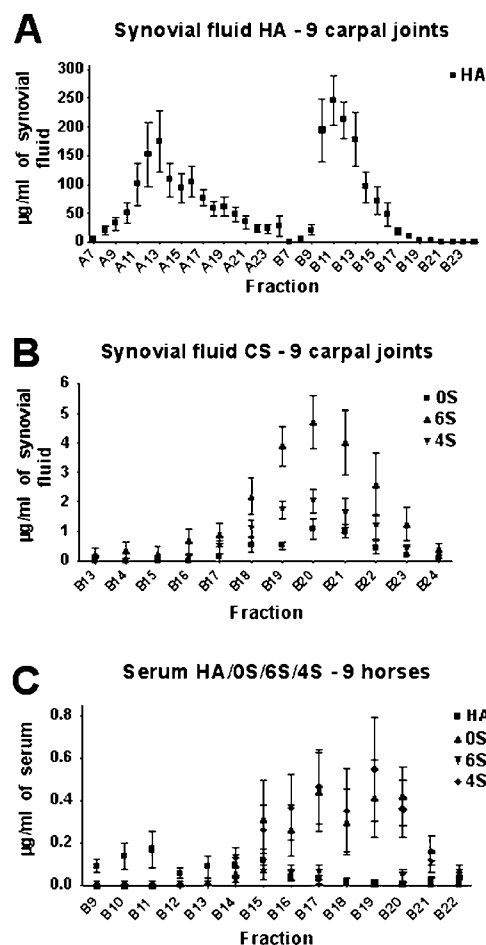 A
Synovial fluid HA - 9 carpal joints
µg/ml of synovial
fluid
300
250
200
150
100
50
0
HA
A7 A9 A11 A13 A15 A17 A19 A21 A23 B7 B9 B11 B13 B15 B17 B19 B21 B23
Fraction
B
Synovial fluid CS - 9 carpal joints
µg/ml of synovial
fluid
6
5
4
3
2
1
0
0S
6S
4S
B13 B14 B15 B16 B17 B18 B19 B20 B21 B22 B23 B24
Fraction
C
Serum HA/0S/6S/4S - 9 horses
µg/ml of serum
0.8
0.6
0.4
0.2
0.0
HA
0S
6S
4S
B9 B10 B11 B12 B13 B14 B15 B16 B17 B18 B19 B20 B21 B22
Fraction